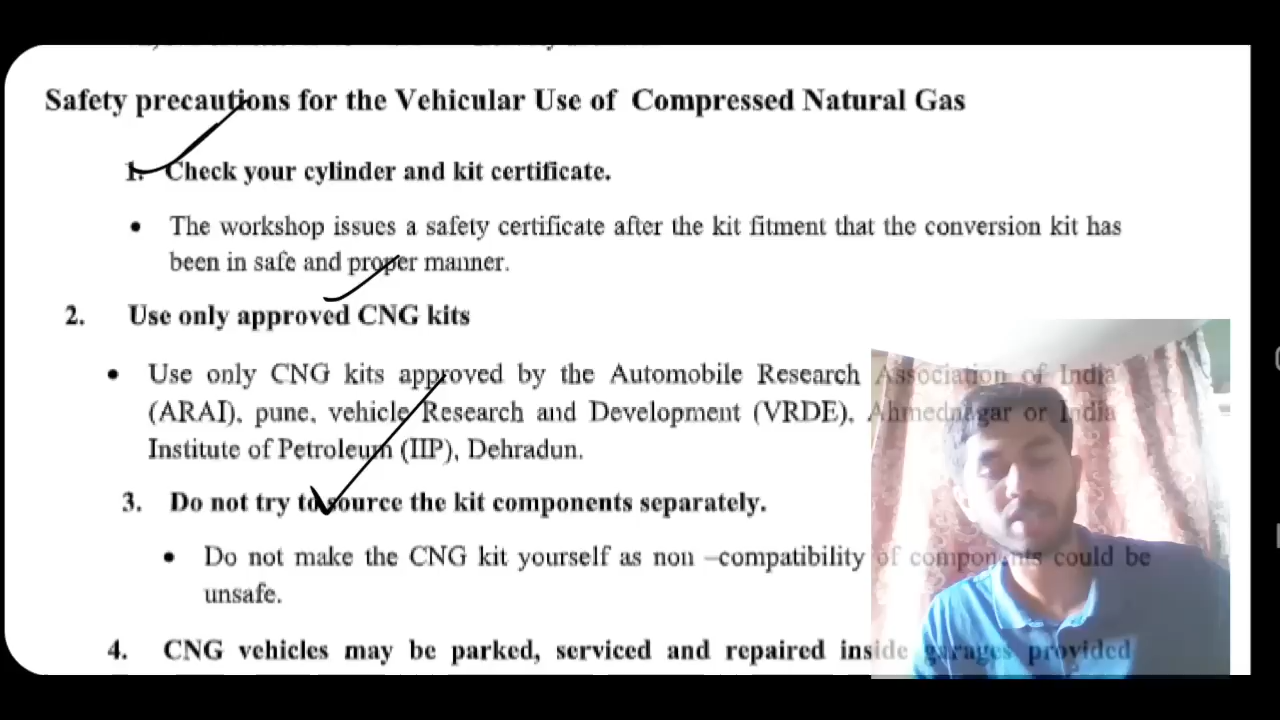 Safety precautions for the Vehicular Use of Compressed Natural Gas
1. Check your cylinder and kit certificate.
• The workshop issues a safety certificate after the kit fitment that the conversion kit has
been in safe and proper manner.
2. Use only approved CNG kits
• Use only CNG kits approved by the Automobile Research Association of India
(ARAI), pune, vehicle Research and Development (VRDE), Ahmednagar or India
Institute of Petroleum (IIP), Dehradun.
3. Do not try to source the kit components separately.
• Do not make the CNG kit yourself as non –compatibility of components could be
unsafe.
4. CNG vehicles may be parked, serviced and repaired inside garages provided